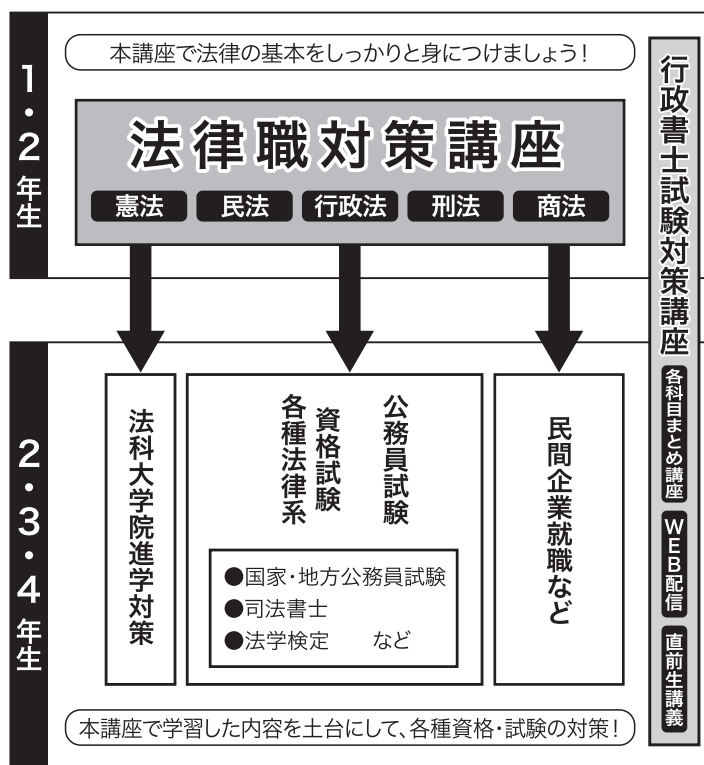 1・2年生
本講座で法律の基本をしっかりと身につけましょう!
法律職対策講座
憲法
民法
行政法
刑法
商法
行政書士試験対策講座
各科目まとめ講座
WEB配信
直前生講義
2・3・4年生
法科大学院進学対策
公務員試験
資格試験
各種法律系
●国家・地方公務員試験
●司法書士
●法学検定 など
民間企業就職など
本講座で学習した内容を土台にして、各種資格・試験の対策!